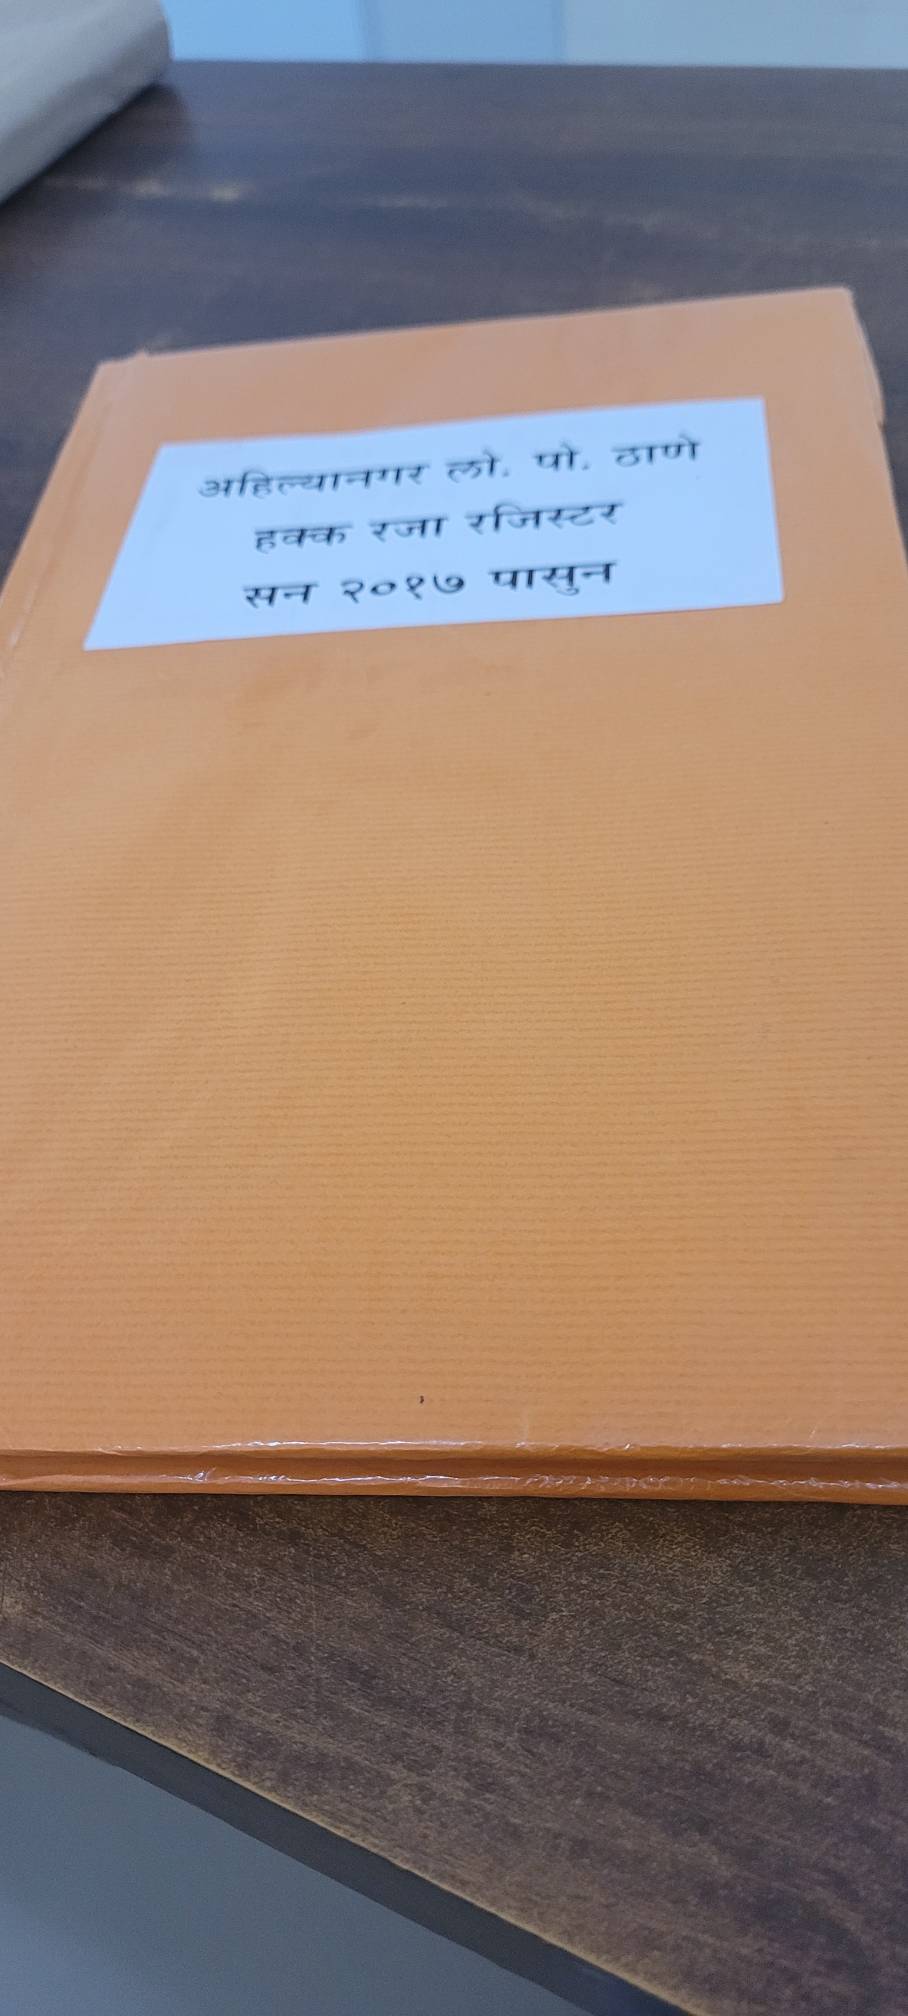 अहिल्यानगर लो. पो. ठाणे
हक्क रजा रजिस्टर
सन २०१७ पासुन